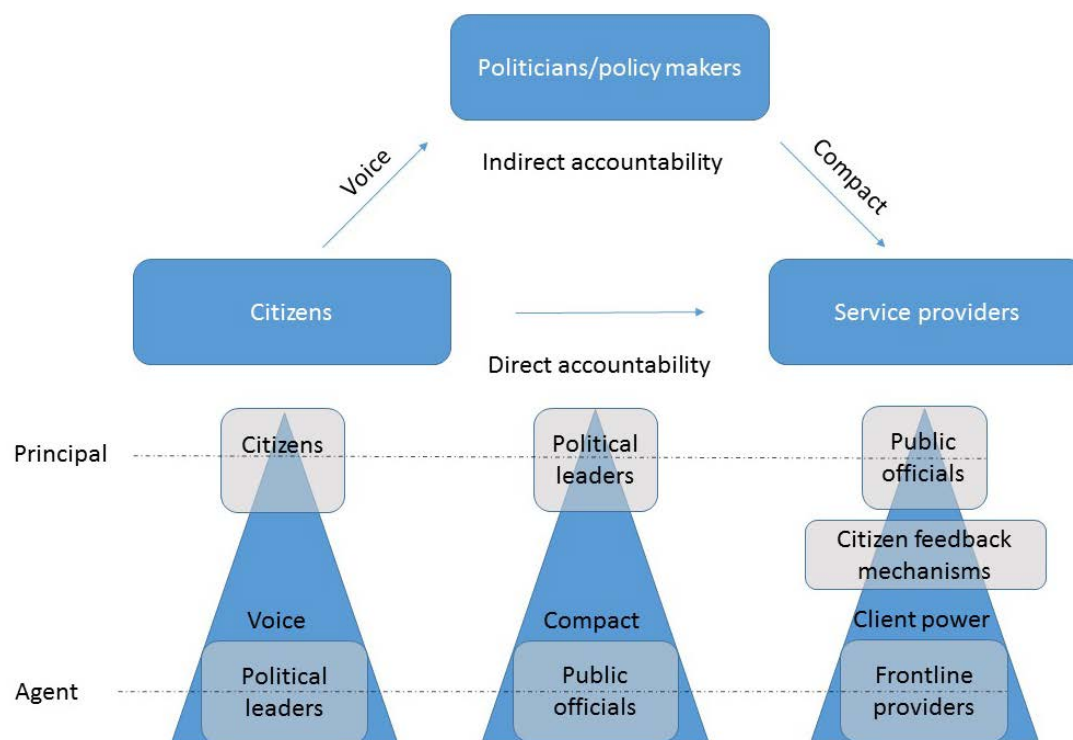 Politicians/policy makers
Voice
Indirect accountability
Compact
Citizens
Service providers
Direct accountability
Principal
Citizens
Political
leaders
Public
officials
Citizen feedback
mechanisms
Voice
Compact
Client power
Agent
Political
leaders
Public
officials
Frontline
providers